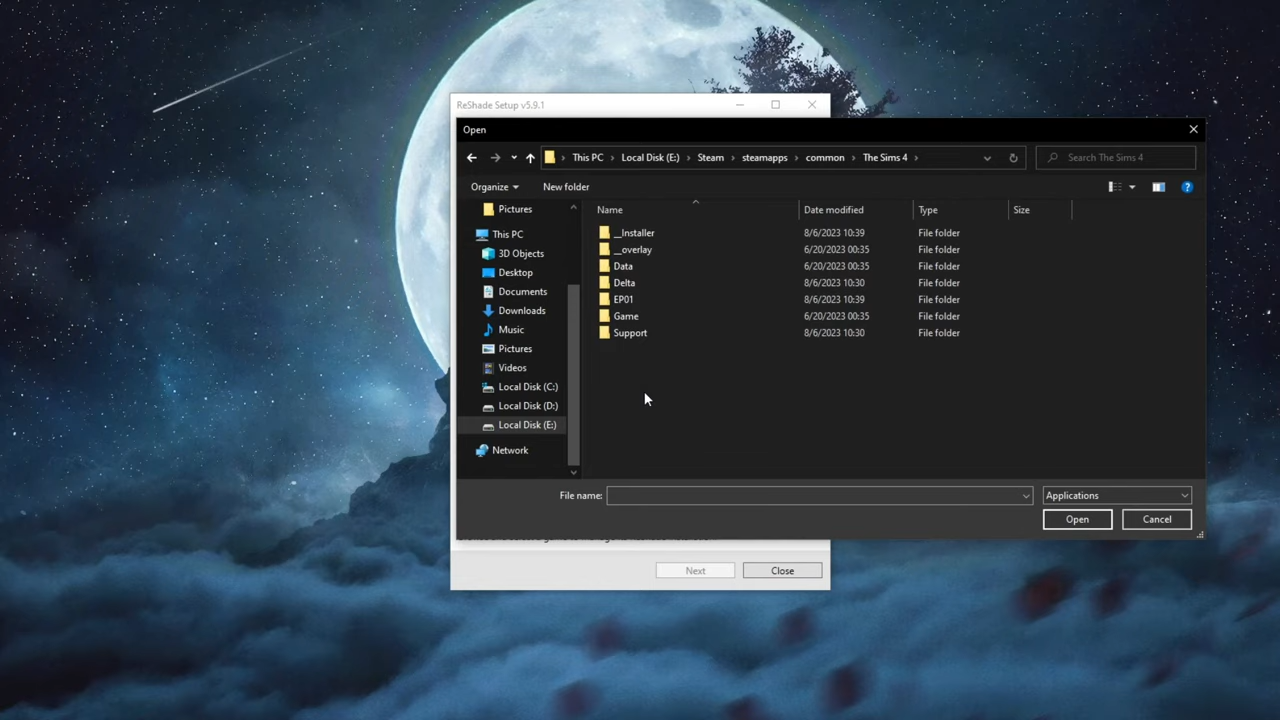 ReShade Setup v5.9.1
Open
This PC
Local Disk (E:)
Steam
steamapps
common
The Sims 4
Search The Sims 4
Organize
New folder
Name
Date modified
Type
Size
Pictures
This PC
3D Objects
Desktop
Documents
Downloads
Music
Pictures
Videos
Local Disk (C:)
Local Disk (D:)
Local Disk (E:)
Network
__Installer 8/6/2023 10:39 File folder
__overlay 6/20/2023 00:35 File folder
Data 6/20/2023 00:35 File folder
Delta 8/6/2023 10:30 File folder
EP01 8/6/2023 10:39 File folder
Game 6/20/2023 00:35 File folder
Support 8/6/2023 10:30 File folder
File name:
Applications
Open
Cancel
Next
Close